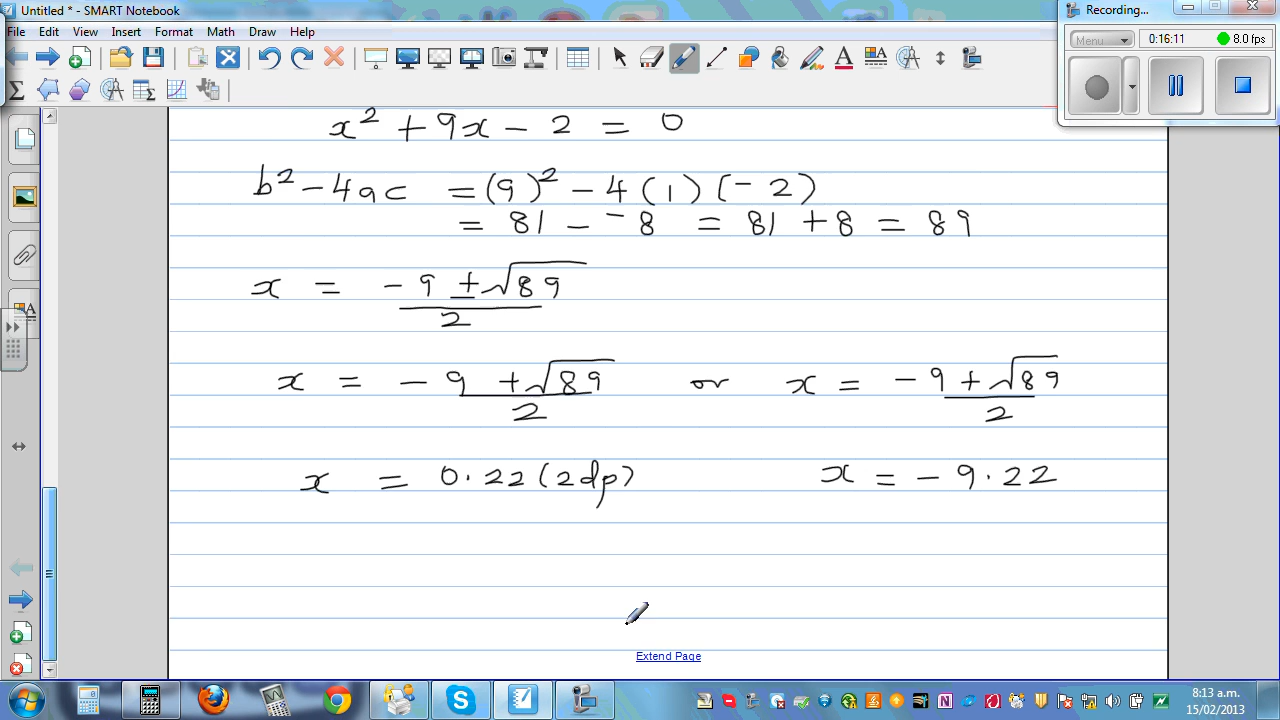 Untitled * - SMART Notebook
Recording...
File Edit View Insert Format Math Draw Help
Menu
0:16:11
8.0 fps
x² + 9x - 2 = 0
b² - 4ac = (9)² - 4 (1) (⁻ 2)
= 81 - ⁻8 = 81 + 8 = 89
x = -9 ± √89 / 2
x = -9 + √89 / 2 or x = -9 + √89 / 2
x = 0.22 (2dp) x = -9.22
Extend Page
8:13 a.m.
15/02/2013